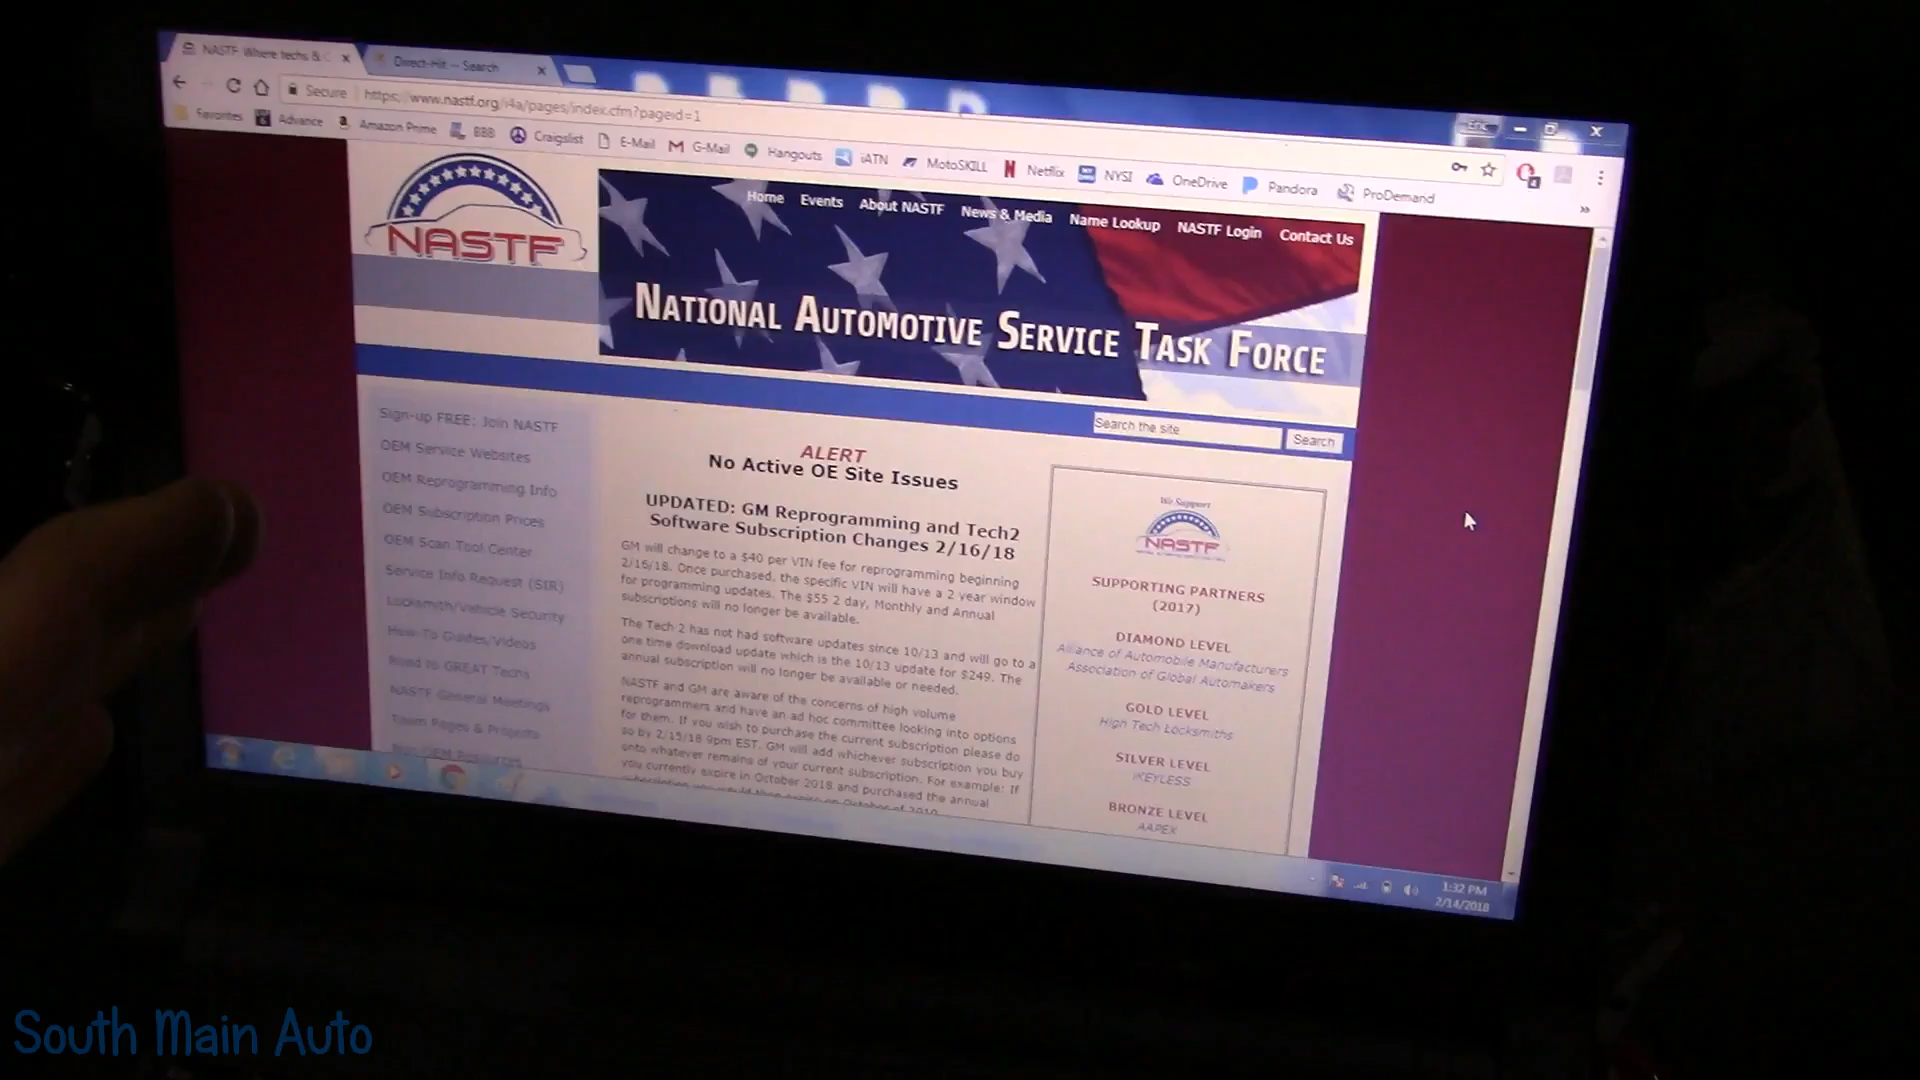 NASTF: Where techs &
Direct-Hit -- Search
Eric
Secure https://www.nastf.org/i4a/pages/index.cfm?pageid=1
Favorites Advance Amazon Prime BBB Craigslist E-Mail G-Mail Hangouts iATN MotoSKILL Netflix NYSI OneDrive Pandora ProDemand
NASTF
Home Events About NASTF News & Media Name Lookup NASTF Login Contact Us
National Automotive Service Task Force
Search the site Search
Sign-up FREE: Join NASTF
OEM Service Websites
OEM Reprogramming Info
OEM Subscription Prices
OEM Scan Tool Center
Service Info Request (SIR)
Locksmith/Vehicle Security
How-To Guides/Videos
Road to GREAT Techs
NASTF General Meetings
Team Pages & Projects
Non-OEM Resources
ALERT
No Active OE Site Issues
UPDATED: GM Reprogramming and Tech2
Software Subscription Changes 2/16/18
GM will change to a $40 per VIN fee for reprogramming beginning
2/16/18. Once purchased, the specific VIN will have a 2 year window
for programming updates. The $55 2 day, Monthly and Annual
subscriptions will no longer be available.
The Tech 2 has not had software updates since 10/13 and will go to a
one time download update which is the 10/13 update for $249. The
annual subscription will no longer be available or needed.
NASTF and GM are aware of the concerns of high volume
reprogrammers and have an ad hoc committee looking into options
for them. If you wish to purchase the current subscription please do
so by 2/15/18 9pm EST. GM will add whichever subscription you buy
onto whatever remains of your current subscription. For example: If
you currently expire in October 2018 and purchased the annual
subscription you would then expire on October of 2019.
We Support
NASTF
SUPPORTING PARTNERS
(2017)
DIAMOND LEVEL
Alliance of Automobile Manufacturers
Association of Global Automakers
GOLD LEVEL
High Tech Locksmiths
SILVER LEVEL
iKEYLESS
BRONZE LEVEL
AAPEX
1:32 PM
2/14/2018
South Main Auto